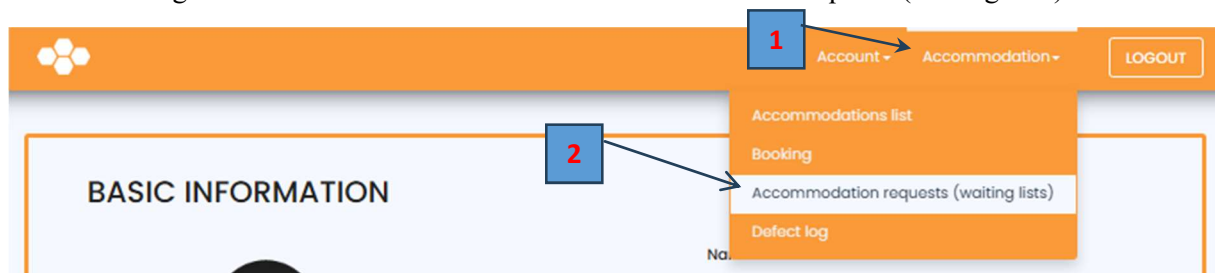 1
Account
Accommodation
LOGOUT
Accommodations list
2
Booking
BASIC INFORMATION
Accommodation requests (waiting lists)
Defect log